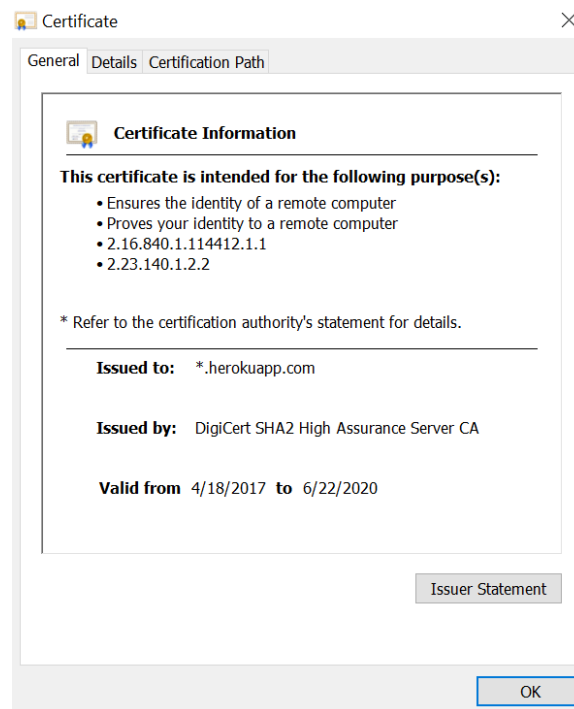 Certificate
General Details Certification Path
Certificate Information
This certificate is intended for the following purpose(s):
• Ensures the identity of a remote computer
• Proves your identity to a remote computer
• 2.16.840.1.114412.1.1
• 2.23.140.1.2.2
* Refer to the certification authority's statement for details.
Issued to: *.herokuapp.com
Issued by: DigiCert SHA2 High Assurance Server CA
Valid from 4/18/2017 to 6/22/2020
Issuer Statement
OK